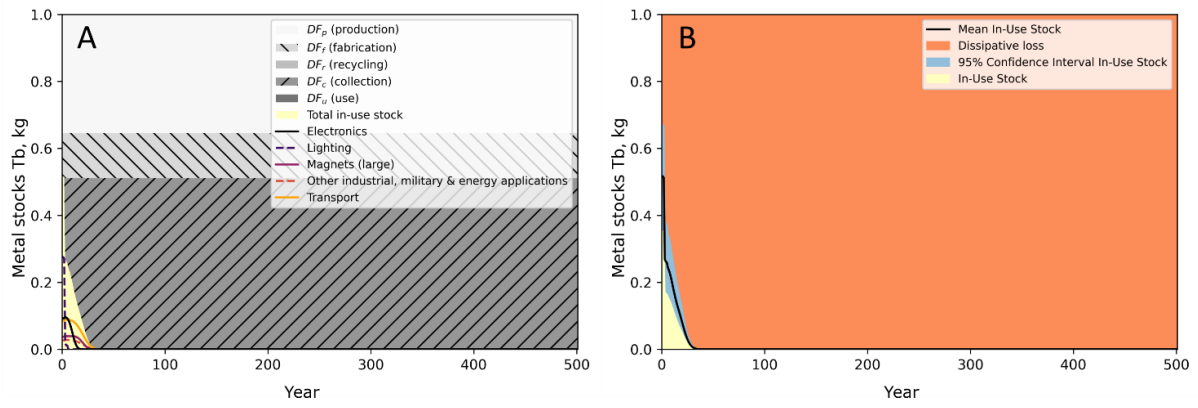 A
DF_p (production)
DF_f (fabrication)
DF_r (recycling)
DF_c (collection)
DF_u (use)
Total in-use stock
Electronics
Lighting
Magnets (large)
Other industrial, military & energy applications
Transport
Metal stocks Tb, kg
1.0
0.8
0.6
0.4
0.2
0.0
0 100 200 300 400 500
Year
B
Mean In-Use Stock
Dissipative loss
95% Confidence Interval In-Use Stock
In-Use Stock
Metal stocks Tb, kg
1.0
0.8
0.6
0.4
0.2
0.0
0 100 200 300 400 500
Year